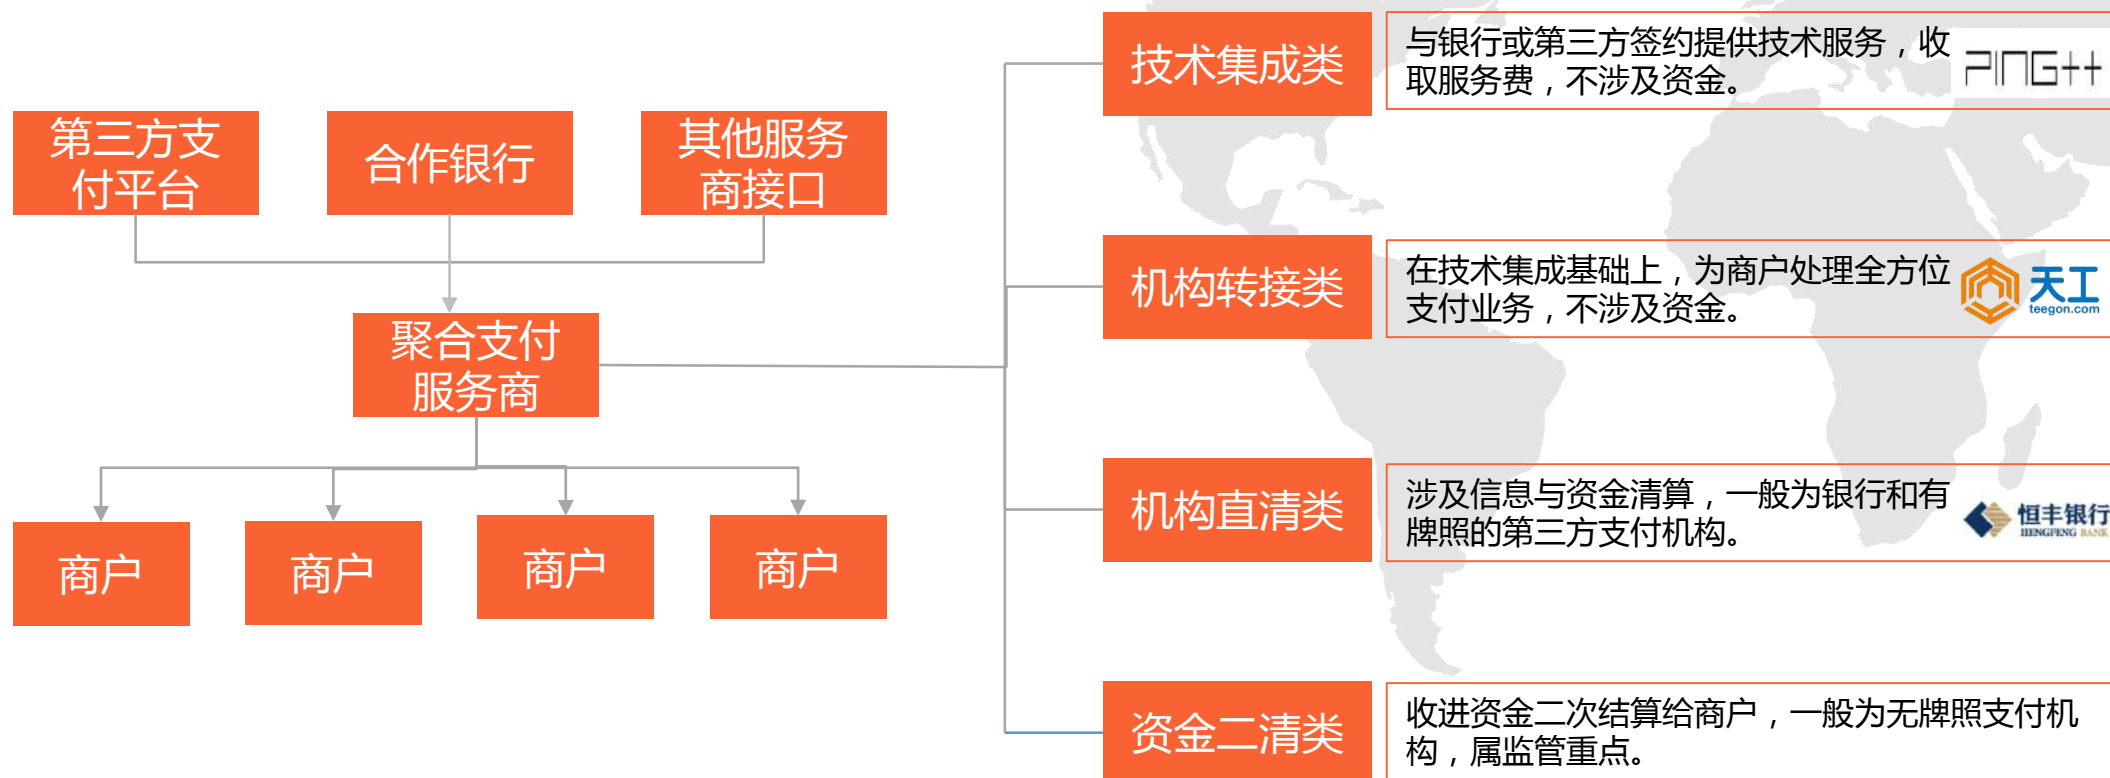 第三方支
付平台
合作银行
其他服务
商接口
聚合支付
服务商
商户
商户
商户
商户
技术集成类
与银行或第三方签约提供技术服务，收
取服务费，不涉及资金。
PING++
机构转接类
在技术集成基础上，为商户处理全方位
支付业务，不涉及资金。
天工
teegon.com
机构直清类
涉及信息与资金清算，一般为银行和有
牌照的第三方支付机构。
恒丰银行
HENGFENG BANK
资金二清类
收进资金二次结算给商户，一般为无牌照支付机
构，属监管重点。